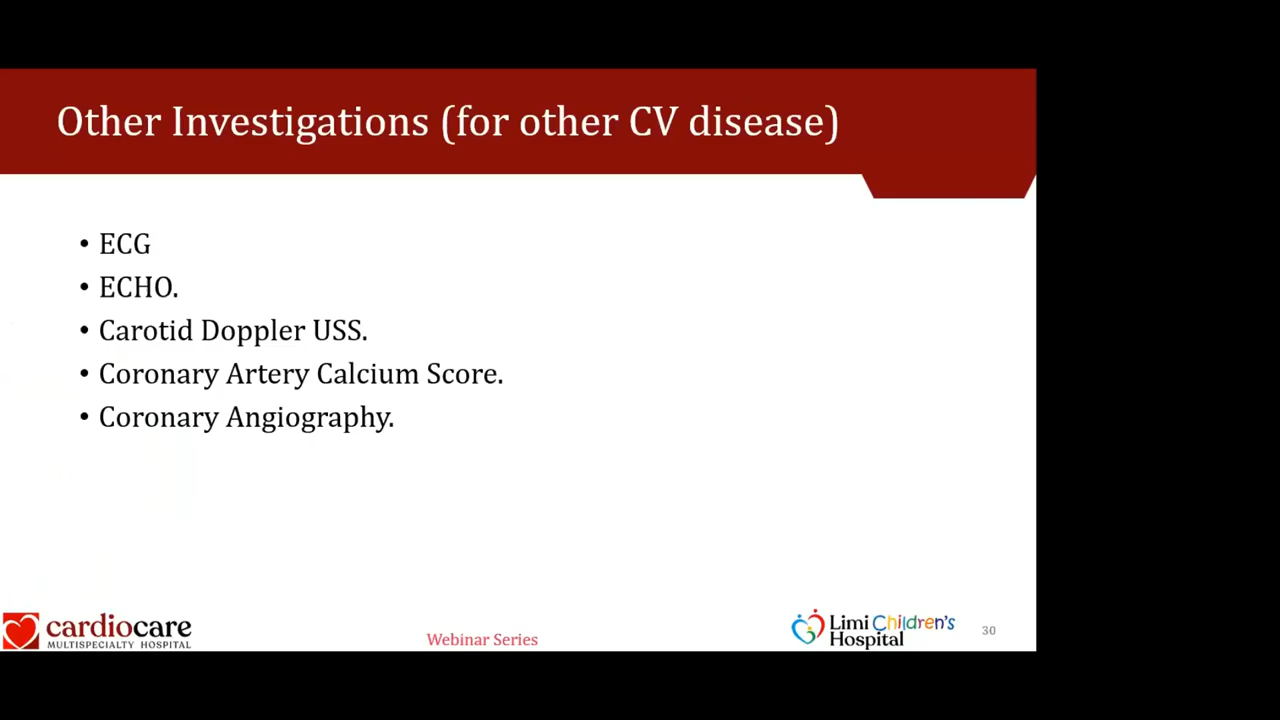 Other Investigations (for other CV disease)
• ECG
• ECHO.
• Carotid Doppler USS.
• Coronary Artery Calcium Score.
• Coronary Angiography.
cardiocare
MULTISPECIALTY HOSPITAL
Webinar Series
Limi Children's
Hospital
30